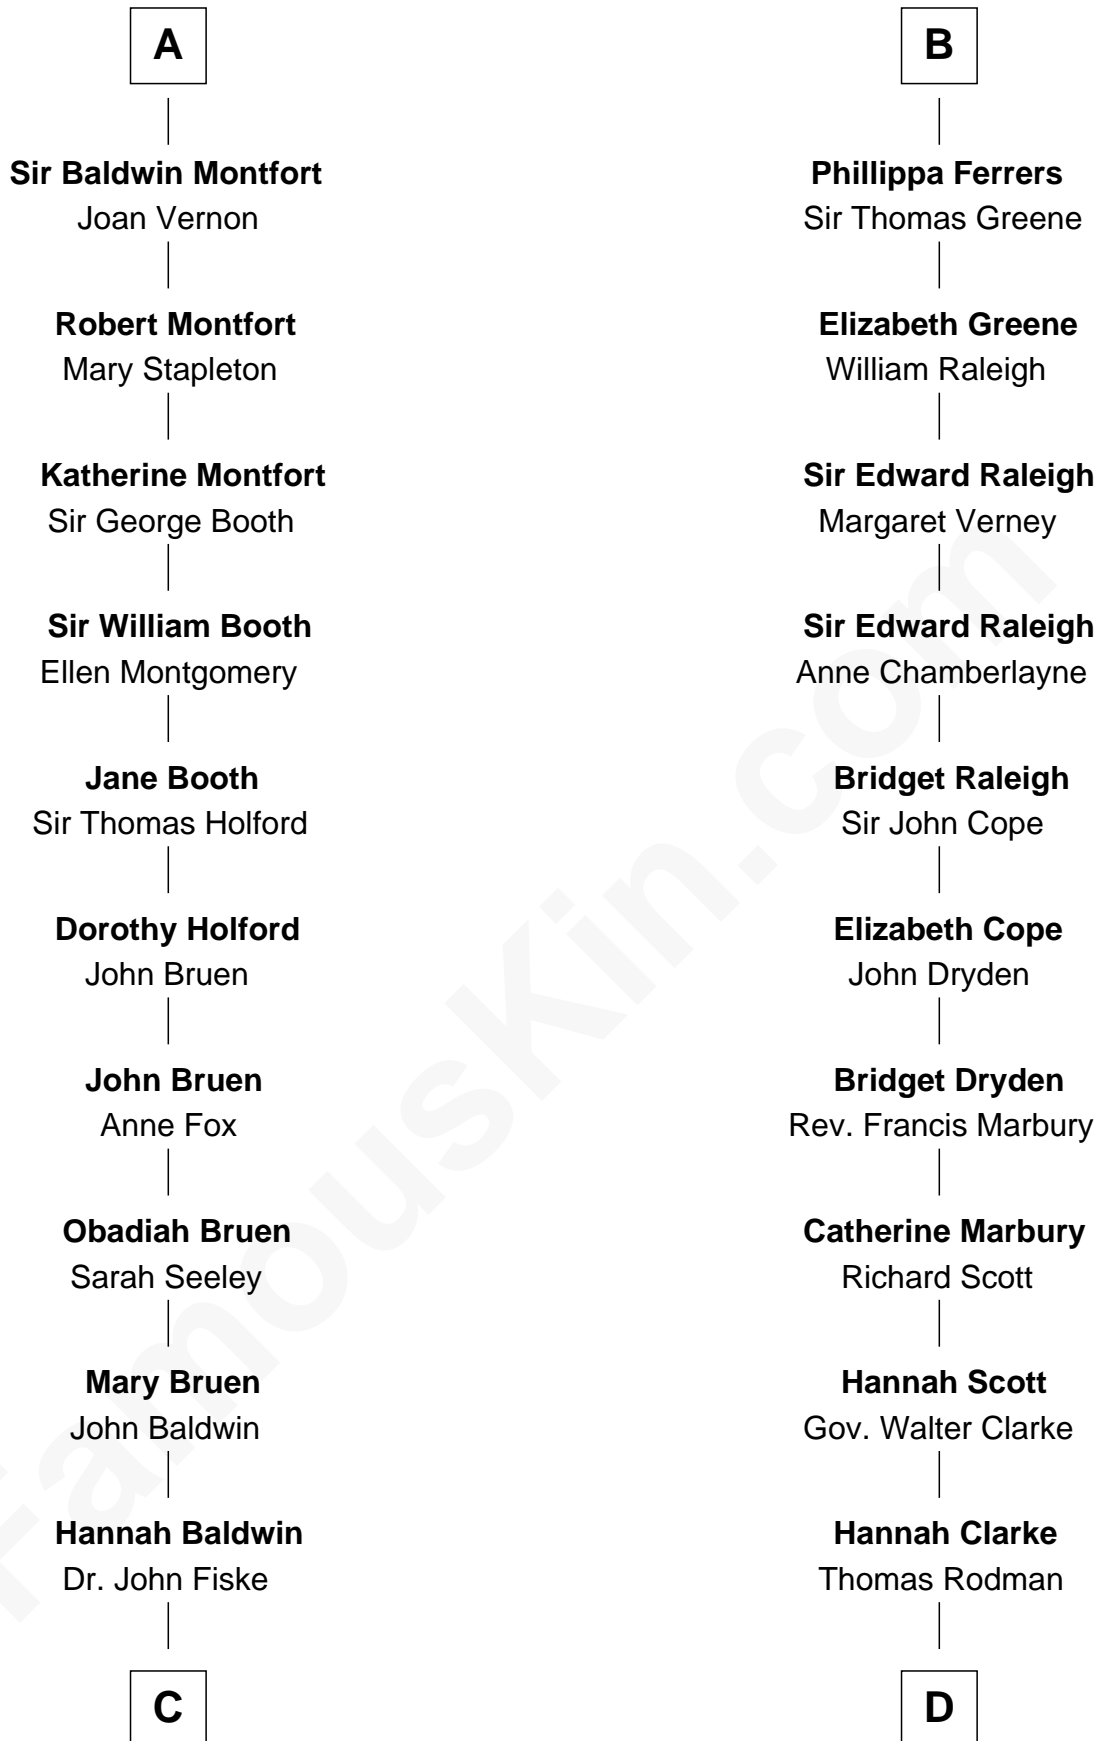 A
Sir Baldwin Montfort
Joan Vernon
Robert Montfort
Mary Stapleton
Katherine Montfort
Sir George Booth
Sir William Booth
Ellen Montgomery
Jane Booth
Sir Thomas Holford
Dorothy Holford
John Bruen
John Bruen
Anne Fox
Obadiah Bruen
Sarah Seeley
Mary Bruen
John Baldwin
Hannah Baldwin
Dr. John Fiske
C
B
Phillippa Ferrers
Sir Thomas Greene
Elizabeth Greene
William Raleigh
Sir Edward Raleigh
Margaret Verney
Sir Edward Raleigh
Anne Chamberlayne
Bridget Raleigh
Sir John Cope
Elizabeth Cope
John Dryden
Bridget Dryden
Rev. Francis Marbury
Catherine Marbury
Richard Scott
Hannah Scott
Gov. Walter Clarke
Hannah Clarke
Thomas Rodman
D
FamousKin.com